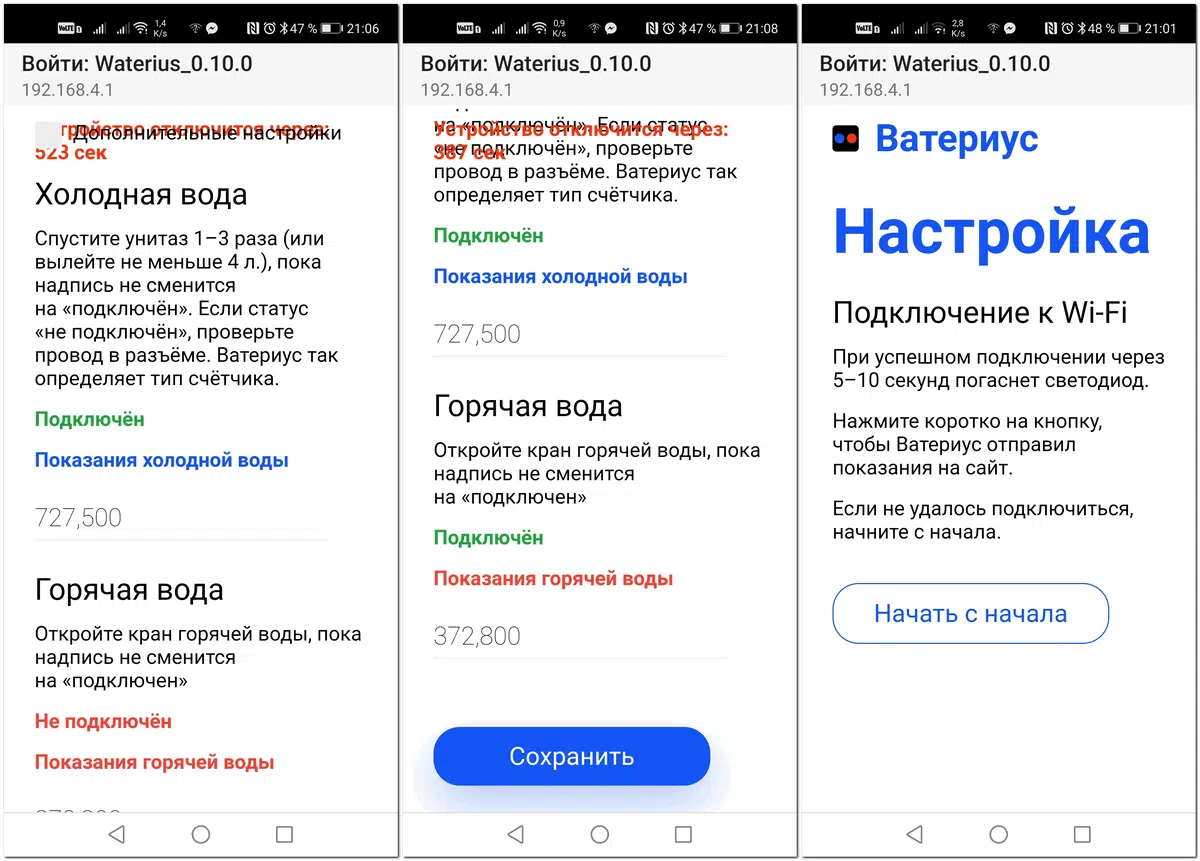 VoLTE 1,4 K/s 47 % 21:06
Войти: Waterius_0.10.0
192.168.4.1
Дополнительные настройки
тройство отключится через:
523 сек
Холодная вода
Спустите унитаз 1–3 раза (или
вылейте не меньше 4 л.), пока
надпись не сменится
на «подключён». Если статус
«не подключён», проверьте
провод в разъёме. Ватериус так
определяет тип счётчика.
Подключён
Показания холодной воды
727,500
Горячая вода
Откройте кран горячей воды, пока
надпись не сменится
на «подключен»
Не подключён
Показания горячей воды
VoLTE 0,9 K/s 47 % 21:08
Войти: Waterius_0.10.0
192.168.4.1
на «подключён». Если статус
Устройство отключится через:
«не подключён», проверьте
387 сек
провод в разъёме. Ватериус так
определяет тип счётчика.
Подключён
Показания холодной воды
727,500
Горячая вода
Откройте кран горячей воды, пока
надпись не сменится
на «подключен»
Подключён
Показания горячей воды
372,800
Сохранить
VoLTE 2,8 K/s 48 % 21:01
Войти: Waterius_0.10.0
192.168.4.1
Ватериус
Настройка
Подключение к Wi-Fi
При успешном подключении через
5–10 секунд погаснет светодиод.
Нажмите коротко на кнопку,
чтобы Ватериус отправил
показания на сайт.
Если не удалось подключиться,
начните с начала.
Начать с начала